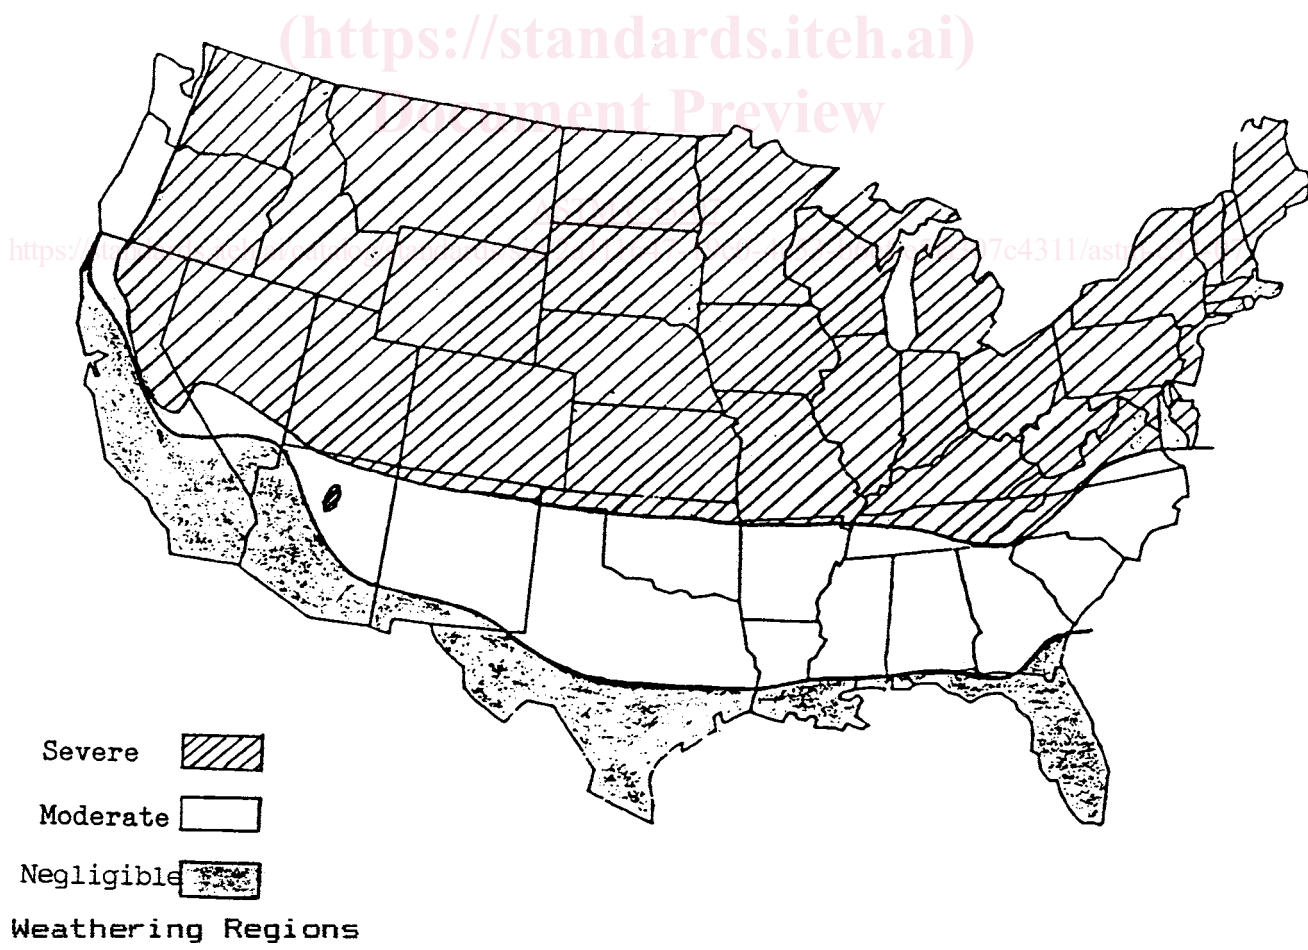 (https://standards.iteh.ai)
Document Preview
Severe
Moderate
Negligible
Weathering Regions